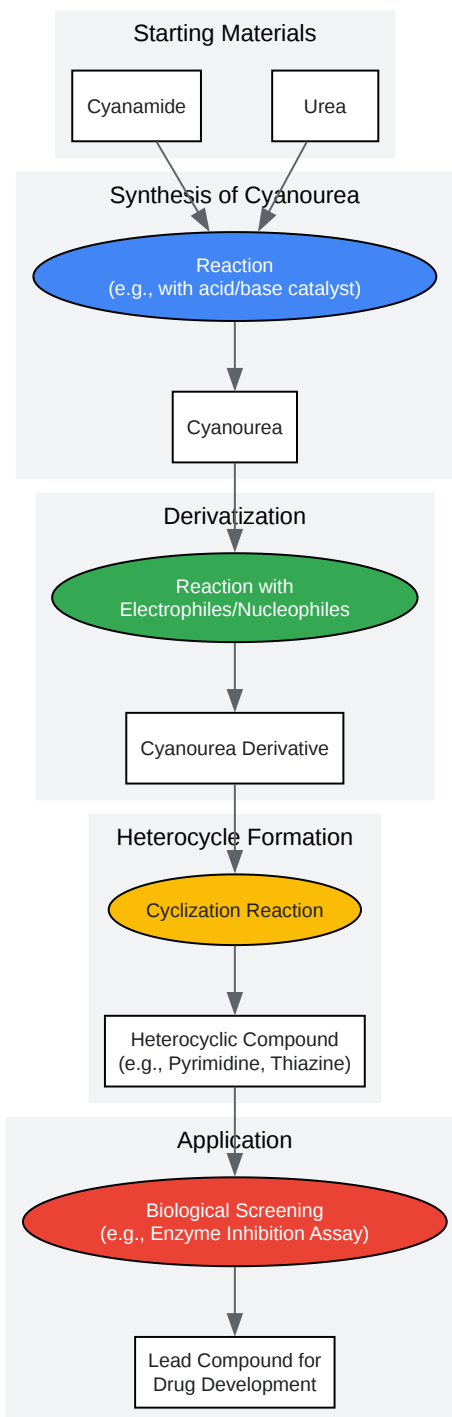 Starting Materials
Cyanamide
Urea
Synthesis of Cyanourea
Reaction
(e.g., with acid/base catalyst)
Cyanourea
Derivatization
Reaction with
Electrophiles/Nucleophiles
Cyanourea Derivative
Heterocycle Formation
Cyclization Reaction
Heterocyclic Compound
(e.g., Pyrimidine, Thiazine)
Application
Biological Screening
(e.g., Enzyme Inhibition Assay)
Lead Compound for
Drug Development